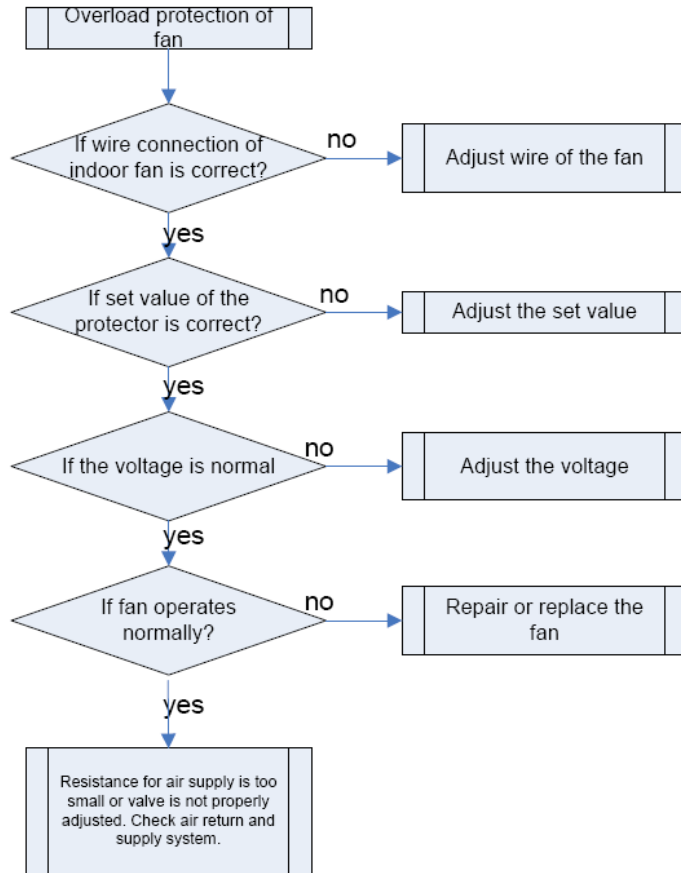 Overload protection of
fan
If wire connection of
indoor fan is correct?
no
Adjust wire of the fan
yes
If set value of the
protector is correct?
no
Adjust the set value
yes
If the voltage is normal
no
Adjust the voltage
yes
If fan operates
normally?
no
Repair or replace the
fan
yes
Resistance for air supply is too
small or valve is not properly
adjusted. Check air return and
supply system.